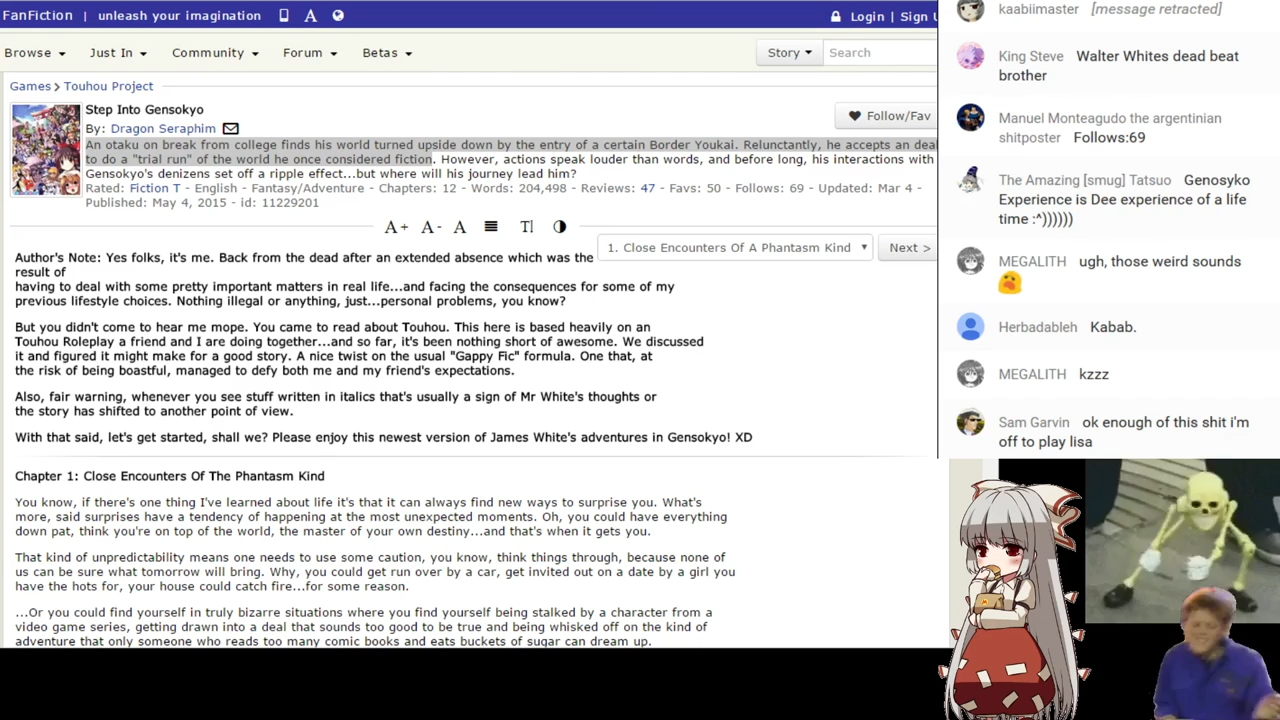 FanFiction | unleash your imagination A Login | Sign U
Browse Just In Community Forum Betas Story Search
Games > Touhou Project
Step Into Gensokyo
By: Dragon Seraphim
Follow/Fav
An otaku on break from college finds his world turned upside down by the entry of a certain Border Youkai. Reluctantly, he accepts an deal
to do a "trial run" of the world he once considered fiction. However, actions speak louder than words, and before long, his interactions with
Gensokyo's denizens set off a ripple effect...but where will his journey lead him?
Rated: Fiction T - English - Fantasy/Adventure - Chapters: 12 - Words: 204,498 - Reviews: 47 - Favs: 50 - Follows: 69 - Updated: Mar 4 -
Published: May 4, 2015 - id: 11229201
A+ A- A T|
1. Close Encounters Of A Phantasm Kind Next >
Author's Note: Yes folks, it's me. Back from the dead after an extended absence which was the
result of
having to deal with some pretty important matters in real life...and facing the consequences for some of my
previous lifestyle choices. Nothing illegal or anything, just...personal problems, you know?
But you didn't come to hear me mope. You came to read about Touhou. This here is based heavily on an
Touhou Roleplay a friend and I are doing together...and so far, it's been nothing short of awesome. We discussed
it and figured it might make for a good story. A nice twist on the usual "Gappy Fic" formula. One that, at
the risk of being boastful, managed to defy both me and my friend's expectations.
Also, fair warning, whenever you see stuff written in italics that's usually a sign of Mr White's thoughts or
the story has shifted to another point of view.
With that said, let's get started, shall we? Please enjoy this newest version of James White's adventures in Gensokyo! XD
Chapter 1: Close Encounters Of The Phantasm Kind
You know, if there's one thing I've learned about life it's that it can always find new ways to surprise you. What's
more, said surprises have a tendency of happening at the most unexpected moments. Oh, you could have everything
down pat, think you're on top of the world, the master of your own destiny...and that's when it gets you.
That kind of unpredictability means one needs to use some caution, you know, think things through, because none of
us can be sure what tomorrow will bring. Why, you could get run over by a car, get invited out on a date by a girl you
have the hots for, your house could catch fire...for some reason.
...Or you could find yourself in truly bizarre situations where you find yourself being stalked by a character from a
video game series, getting drawn into a deal that sounds too good to be true and being whisked off on the kind of
adventure that only someone who reads too many comic books and eats buckets of sugar can dream up.
kaabiimaster [message retracted]
King Steve Walter Whites dead beat
brother
Manuel Monteagudo the argentinian
shitposter Follows:69
The Amazing [smug] Tatsuo Genosyko
Experience is Dee experience of a life
time :^))))))
MEGALITH ugh, those weird sounds
Herbadableh Kabab.
MEGALITH kzzz
Sam Garvin ok enough of this shit i'm
off to play lisa